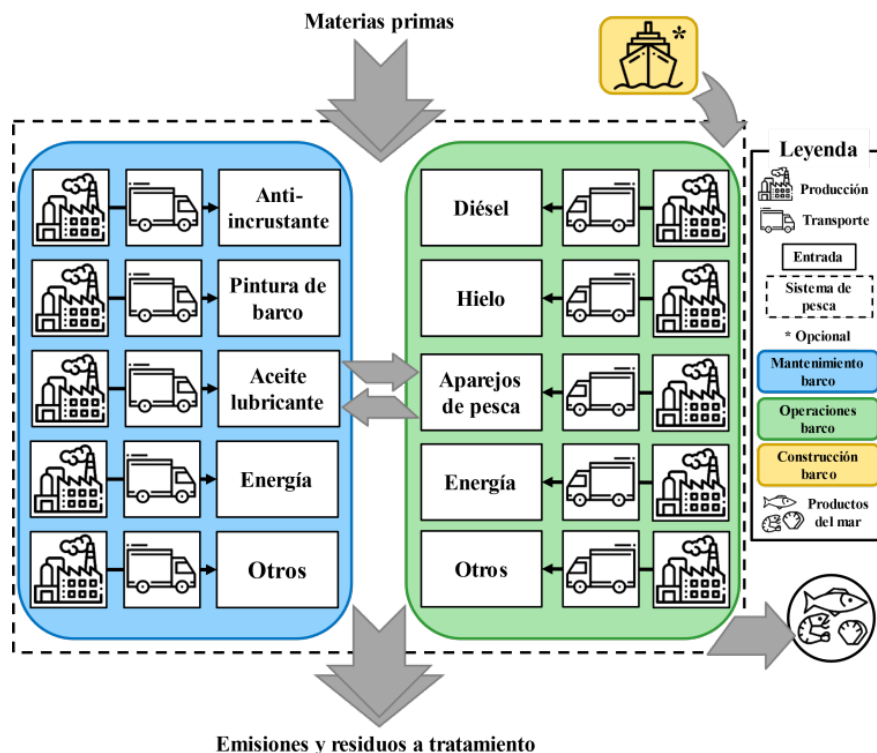 Materias primas
*
Anti-
incrustante
Pintura de
barco
Aceite
lubricante
Energía
Otros
Diésel
Hielo
Aparejos
de pesca
Energía
Otros
Leyenda
Producción
Transporte
Entrada
Sistema de
pesca
* Opcional
Mantenimiento
barco
Operaciones
barco
Construcción
barco
Productos
del mar
Emisiones y residuos a tratamiento